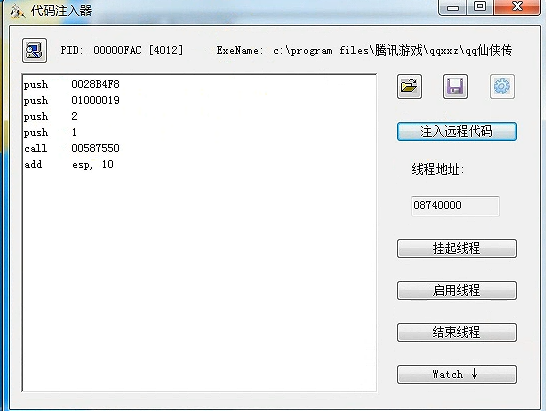 代码注入器
PID: 00000FAC [4012] ExeName: c:\program files\腾讯游戏\qqxxz\qq仙侠传
push 0028B4F8
push 01000019
push 2
push 1
call 00587550
add esp, 10
注入远程代码
线程地址:
08740000
挂起线程
启用线程
结束线程
Watch ↓